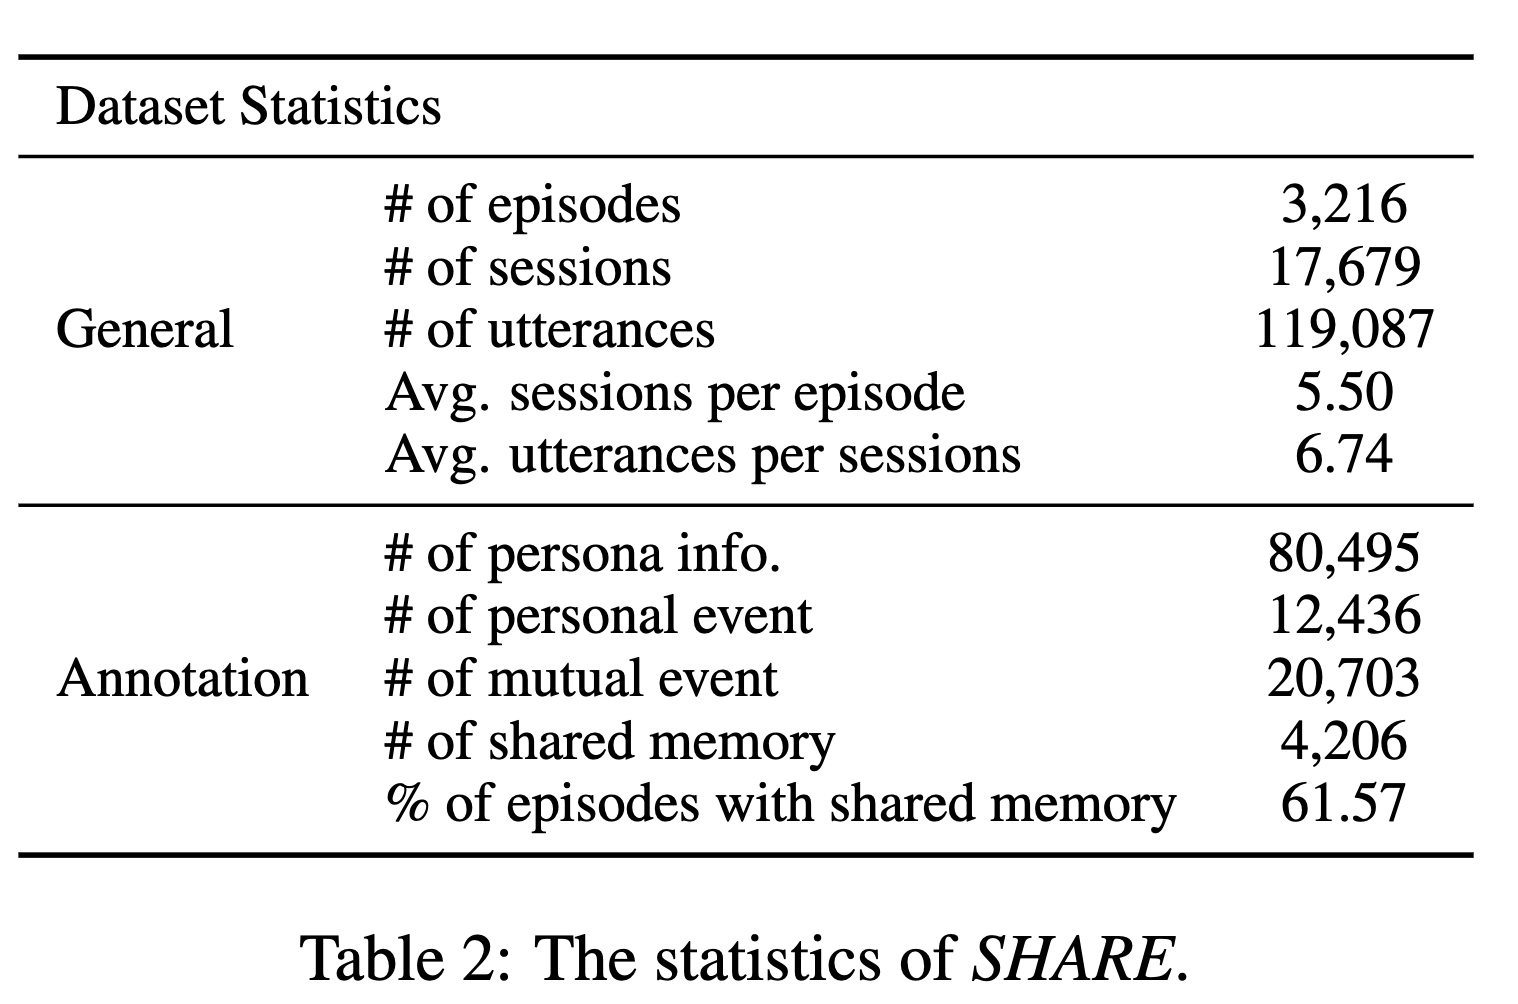 Dataset Statistics
# of episodes 3,216
# of sessions 17,679
General # of utterances 119,087
Avg. sessions per episode 5.50
Avg. utterances per sessions 6.74
# of persona info. 80,495
# of personal event 12,436
Annotation # of mutual event 20,703
# of shared memory 4,206
% of episodes with shared memory 61.57
Table 2: The statistics of SHARE.